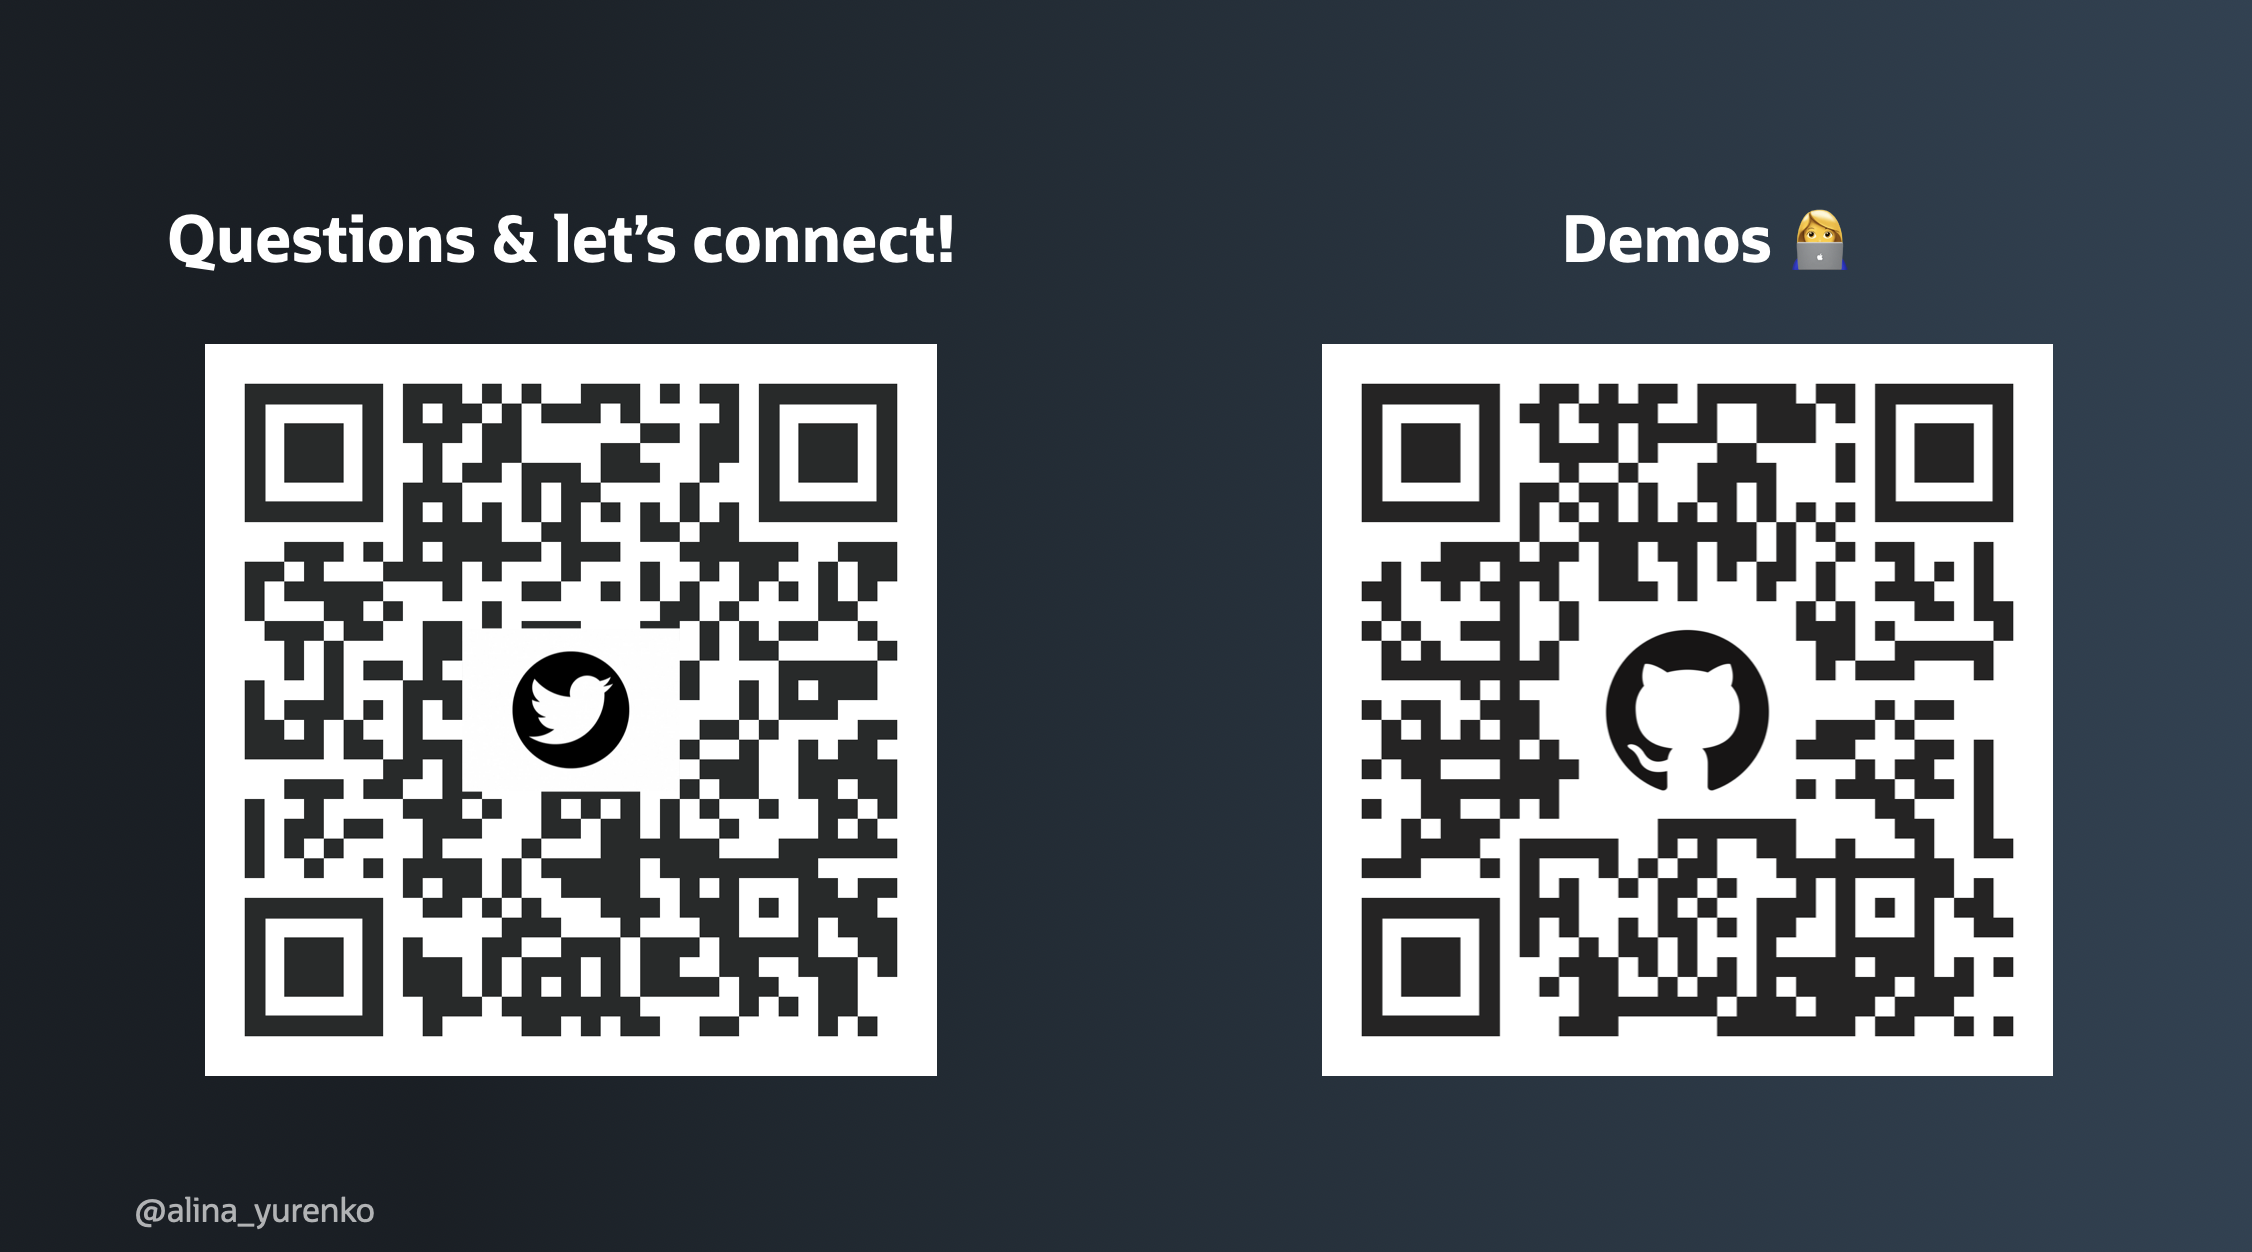 Questions & let’s connect!
Demos 👩‍💻
@alina_yurenko